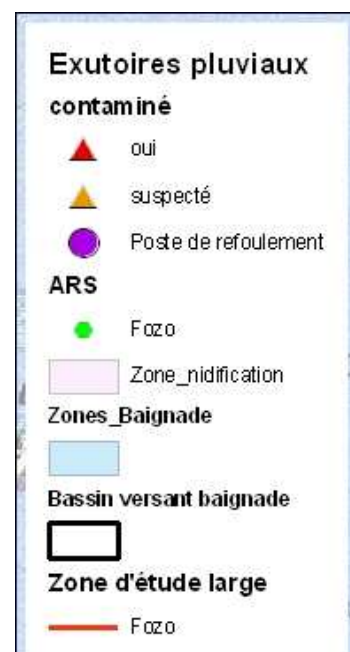 Exutoires pluviaux
contaminé
oui
suspecté
Poste de refoulement
ARS
Fozo
Zone_nidification
Zones_Baignade
Bassin versant baignade
Zone d'étude large
Fozo